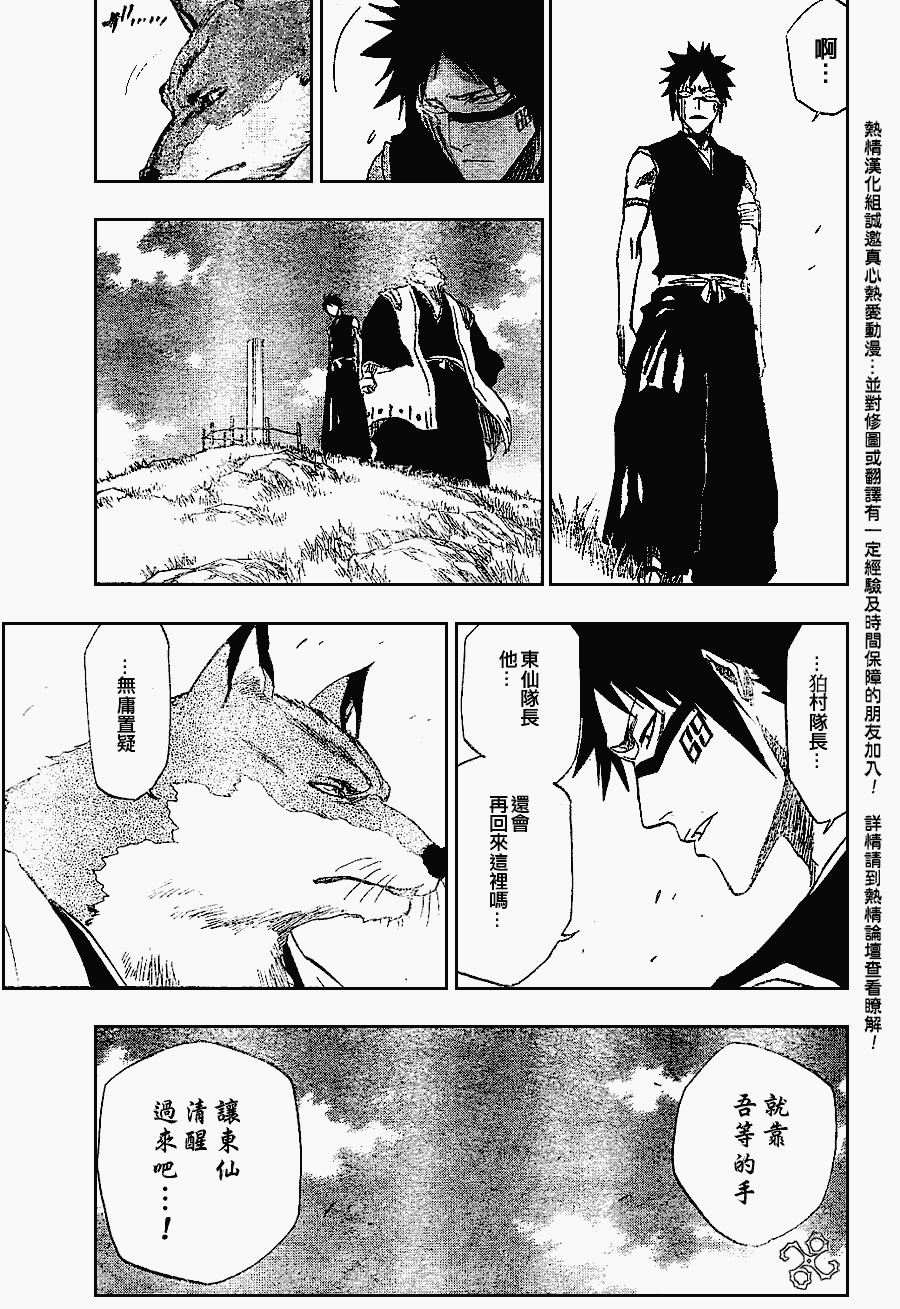 啊…
…狛村隊長…
東仙隊長
他…
還會
再回來這裡嗎…
…無庸置疑
就靠
吾等的手
讓東仙
清醒
過來吧…！
69
熱情漢化組誠邀真心熱愛動漫…並對修圖或翻譯有一定經驗及時間保障的朋友加入！ 詳情請到熱情論壇查看瞭解！